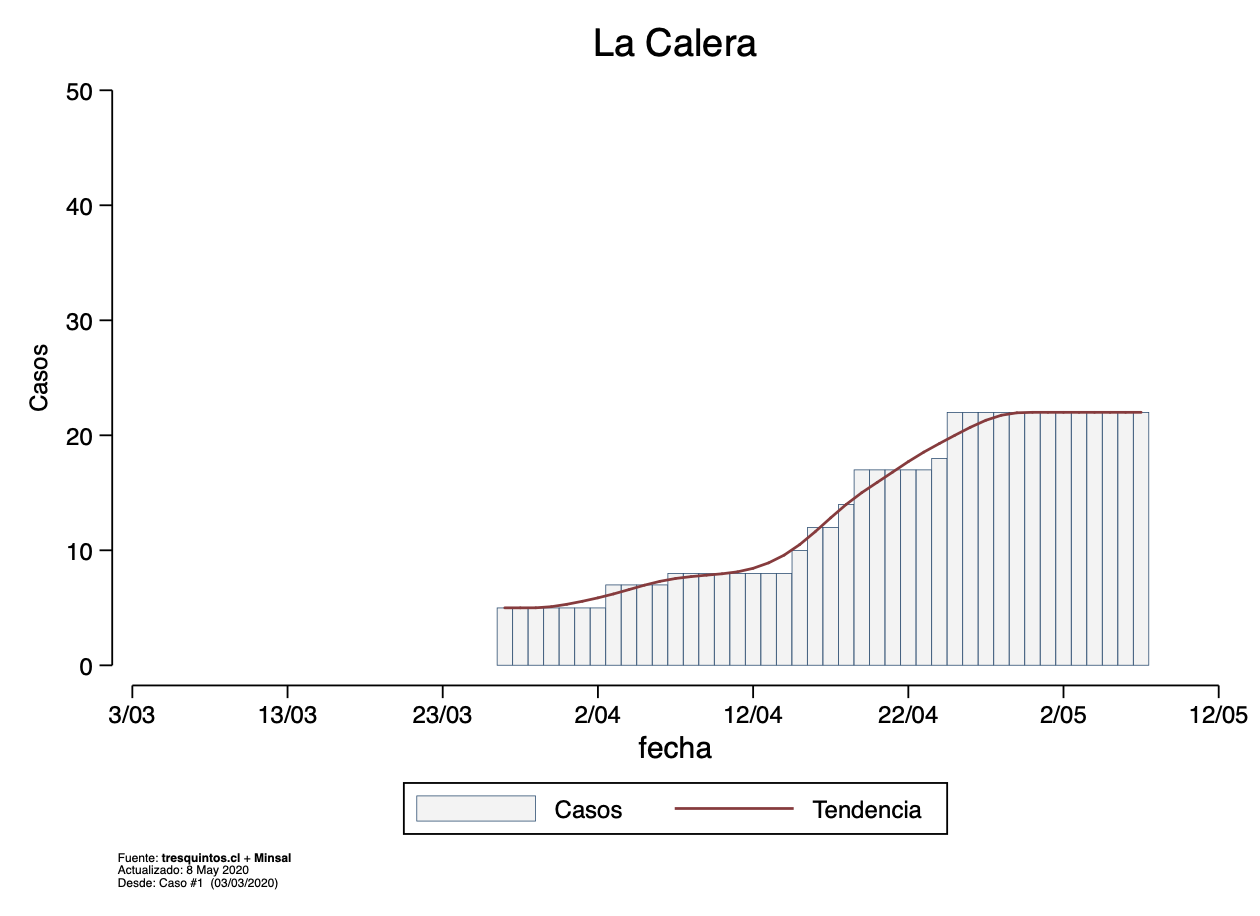 La Calera
50
40
30
20
10
0
Casos
3/03 13/03 23/03 2/04 12/04 22/04 2/05 12/05
fecha
Casos Tendencia
Fuente: tresquintos.cl + Minsal
Actualizado: 8 May 2020
Desde: Caso #1 (03/03/2020)